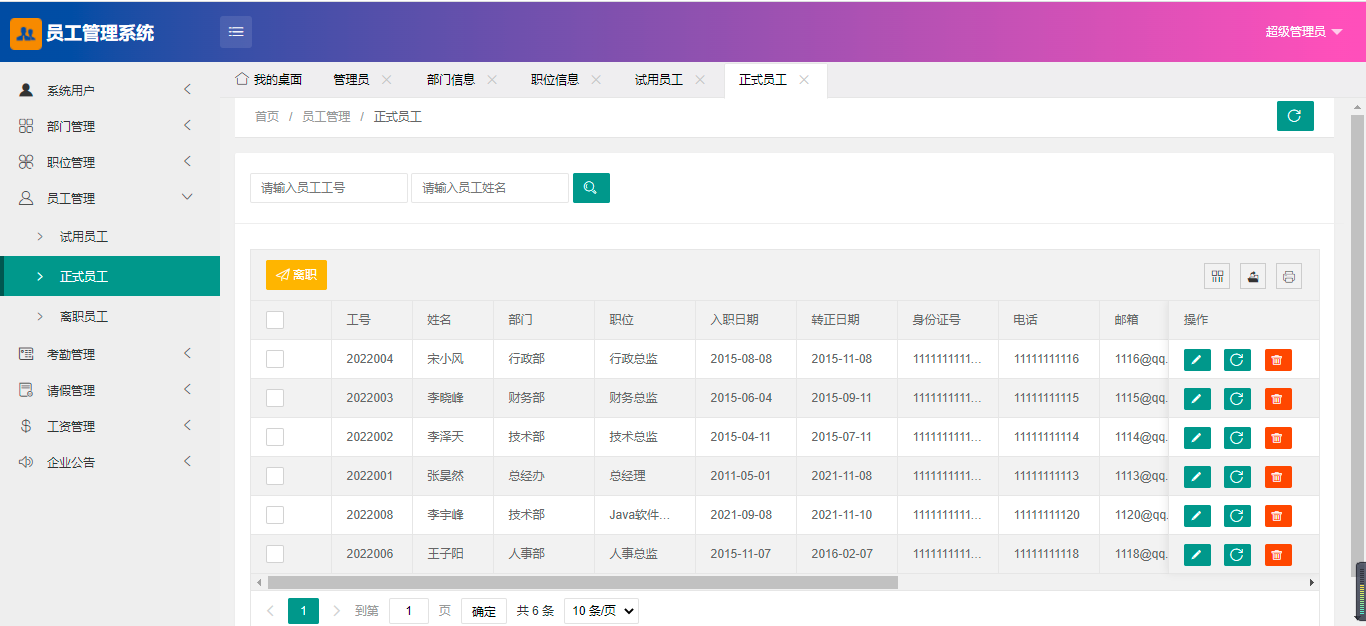 员工管理系统
超级管理员
系统用户
部门管理
职位管理
员工管理
试用员工
正式员工
离职员工
考勤管理
请假管理
工资管理
企业公告
我的桌面 管理员 部门信息 职位信息 试用员工 正式员工
首页 / 员工管理 / 正式员工
请输入员工工号 请输入员工姓名
离职
工号 姓名 部门 职位 入职日期 转正日期 身份证号 电话 邮箱 操作
2022004 宋小风 行政部 行政总监 2015-08-08 2015-11-08 1111111111... 11111111116 1116@qq.
2022003 李晓峰 财务部 财务总监 2015-06-04 2015-09-11 1111111111... 11111111115 1115@qq.
2022002 李泽天 技术部 技术总监 2015-04-11 2015-07-11 1111111111... 11111111114 1114@qq.
2022001 张昊然 总经办 总经理 2011-05-01 2021-11-08 1111111111... 11111111113 1113@qq.
2022008 李宇峰 技术部 Java软件... 2021-09-08 2021-11-10 1111111111... 11111111120 1120@qq.
2022006 王子阳 人事部 人事总监 2015-11-07 2016-02-07 1111111111... 11111111118 1118@qq.
1 到第 1 页 确定 共 6 条 10 条/页